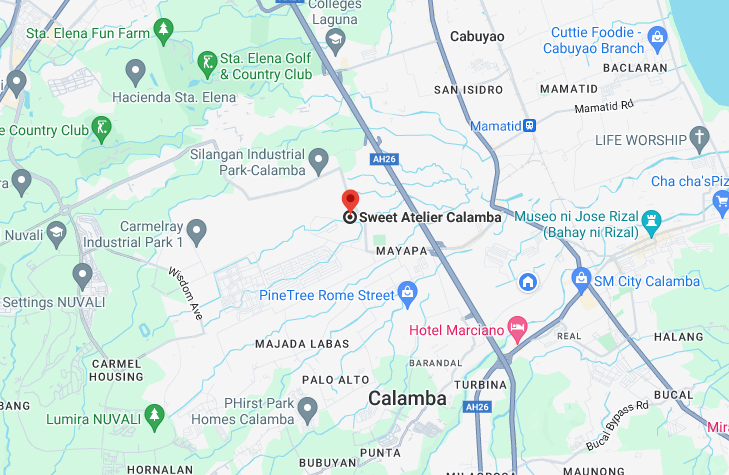 Colleges
Laguna
Sta. Elena Fun Farm
Cabuyao
Cuttie Foodie -
Cabuyao Branch
Sta. Elena Golf
& Country Club
BACLARAN
Hacienda Sta. Elena
SAN ISIDRO
MAMATID
Mamatid Rd
e Country Club
Mamatid
LIFE WORSHIP
Silangan Industrial
Park-Calamba
AH26
Cha cha'sPiz
Sweet Atelier Calamba
Museo ni Jose Rizal
(Bahay ni Rizal)
Nuvali
Carmelray
Industrial Park 1
MAYAPA
Wisdom Ave
Settings NUVALI
PineTree Rome Street
SM City Calamba
Hotel Marciano
REAL
HALANG
MAJADA LABAS
CARMEL
HOUSING
BARANDAL
PALO ALTO
TURBINA
BUCAL
BANG
Calamba
AH26
Lumira NUVALI
PHirst Park
Homes Calamba
Bucal Bypass Rd
Mira
PUNTA
HORNALAN
BUBUYAN
MAUNONG